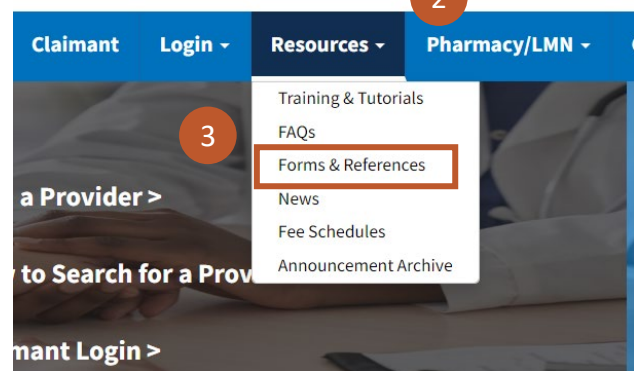 2
Claimant Login Resources Pharmacy/LMN
Training & Tutorials
3
FAQs
Forms & References
a Provider >
News
Fee Schedules
to Search for a Prov
Announcement Archive
mant Login >